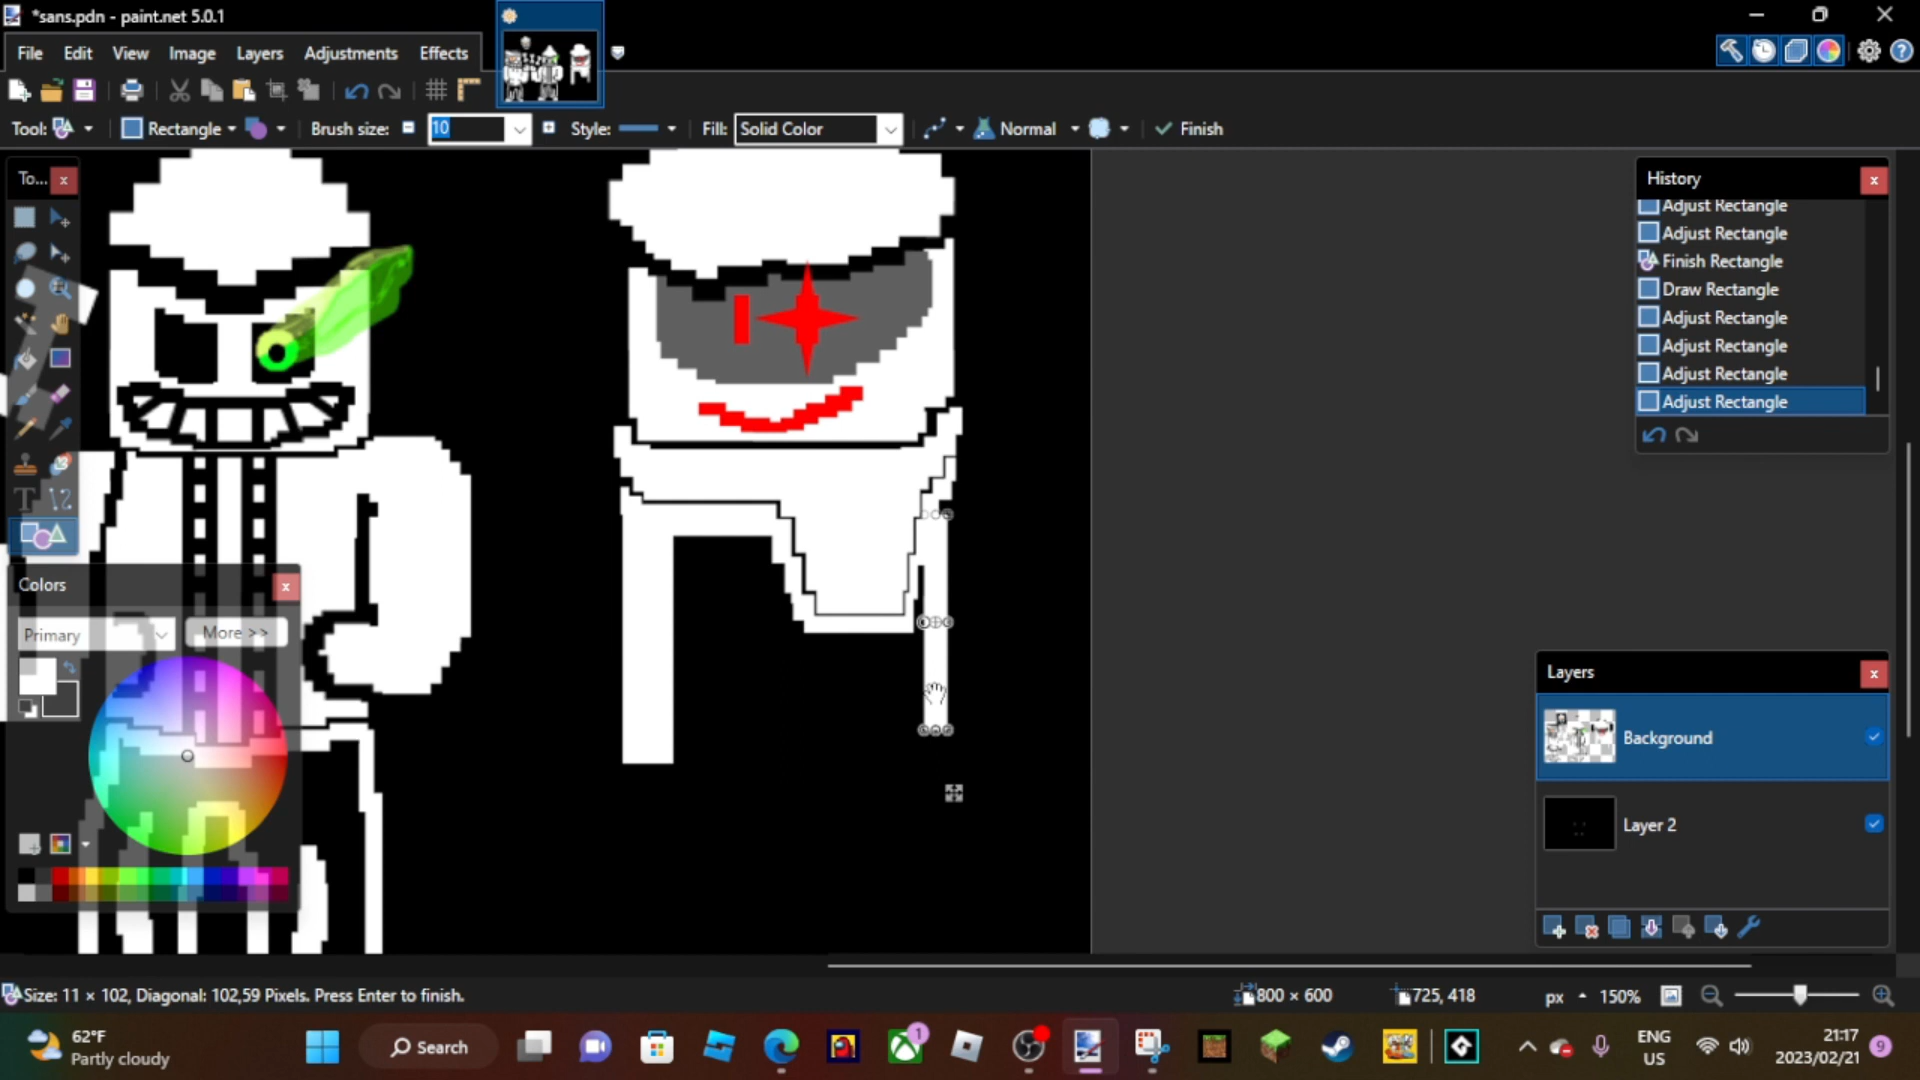 *sans.pdn - paint.net 5.0.1
File Edit View Image Layers Adjustments Effects
Tool: Rectangle Brush size: 10 Style: Fill: Solid Color Normal Finish
To...
History
Adjust Rectangle
Adjust Rectangle
Finish Rectangle
Draw Rectangle
Adjust Rectangle
Adjust Rectangle
Adjust Rectangle
Adjust Rectangle
Colors
Primary More >>
Layers
Background
Layer 2
Size: 11 × 102, Diagonal: 102,59 Pixels. Press Enter to finish. 800 × 600 725, 418 px 150%
62°F
Partly cloudy
Search
1
ENG
US
21:17
2023/02/21
9